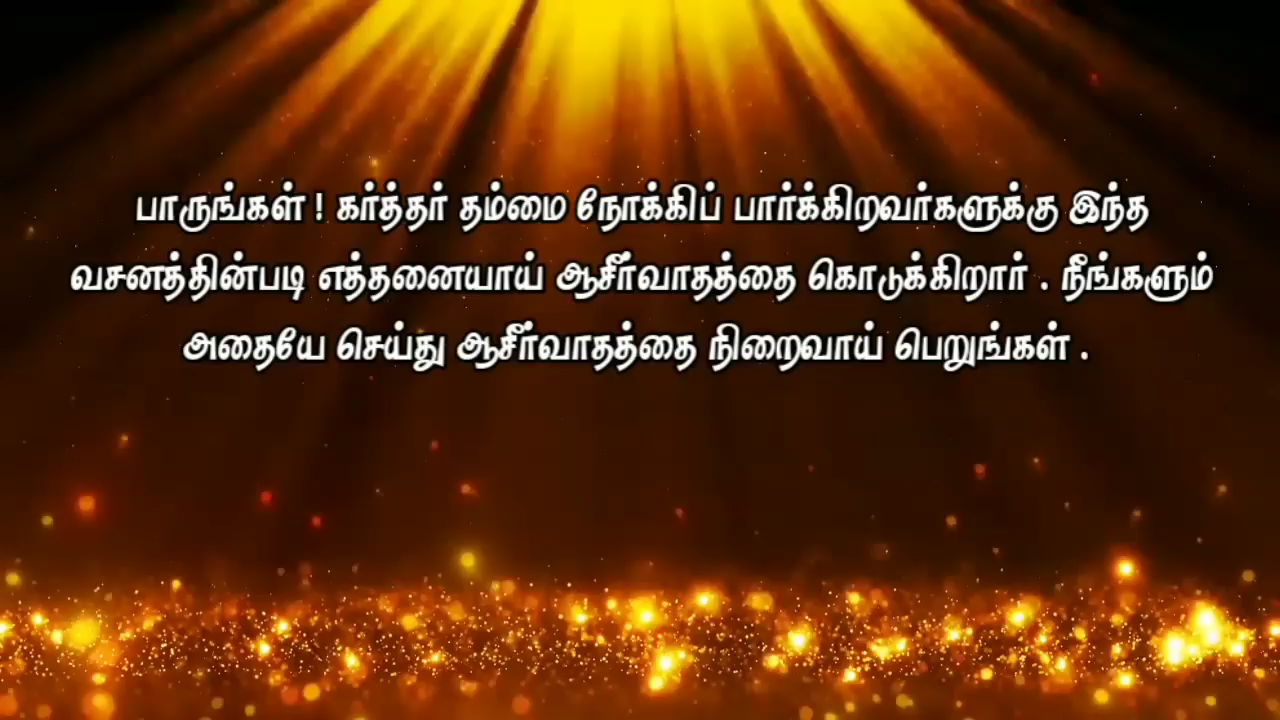 பாருங்கள் ! கர்த்தர் தம்மை நோக்கிப் பார்க்கிறவர்களுக்கு இந்த
வசனத்தின்படி எத்தனையாய் ஆசீர்வாதத்தை கொடுக்கிறார் . நீங்களும்
அதையே செய்து ஆசீர்வாதத்தை நிறைவாய் பெறுங்கள் .